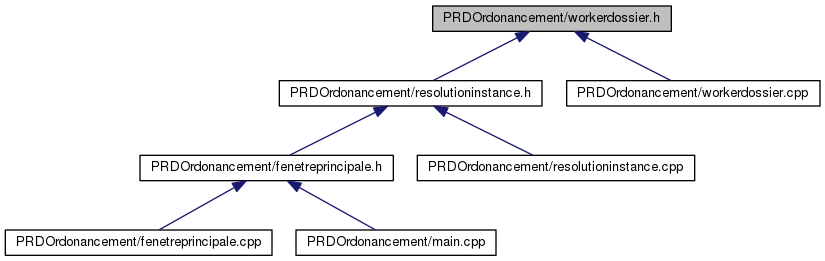 PRDOrdonancement/workerdossier.h
PRDOrdonancement/resolutioninstance.h
PRDOrdonancement/workerdossier.cpp
PRDOrdonancement/fenetreprincipale.h
PRDOrdonancement/resolutioninstance.cpp
PRDOrdonancement/fenetreprincipale.cpp
PRDOrdonancement/main.cpp